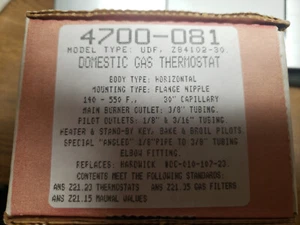 4700-081
MODEL TYPE: UDF, Z84102-30
DOMESTIC GAS THERMOSTAT
BODY TYPE: HORIZONTAL
MOUNTING TYPE: FLANGE NIPPLE
140 - 550 F., 30" CAPILLARY
MAIN BURNER OUTLET: 3/8" TUBING.
PILOT OUTLETS: 1/8" & 3/16" TUBING.
HEATER & STAND-BY KEY: BAKE & BROIL PILOTS
SPECIAL "ANGLED" 1/2"PIPE TO 3/8" TUBING
ELBOW FITTING.
REPLACES: HARDWICK
CONTENTS MEET THE FOLLOWING STANDARDS:
ANS Z21.23 THERMOSTATS ANS Z21.35 GAS FILTERS
ANS Z21.15 MAUNAL VALUES